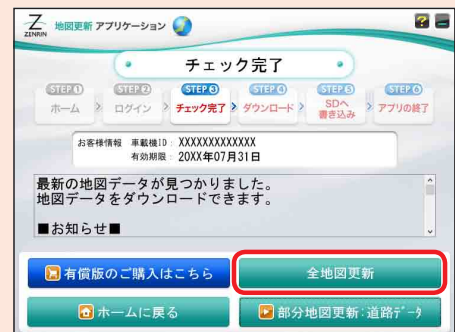 Z
ZENRIN
地図更新 アプリケーション
?
チェック完了
STEP① STEP② STEP③ STEP④ STEP⑤ STEP⑥
ホーム > ログイン > チェック完了 > ダウンロード > SDへ書き込み > アプリの終了
お客様情報 車載機ID: XXXXXXXXXXXXX
有効期限: 20XX年07月31日
最新の地図データが見つかりました。
地図データをダウンロードできます。
■お知らせ■
有償版のご購入はこちら
全地図更新
ホームに戻る
部分地図更新:道路ﾃﾞｰﾀ